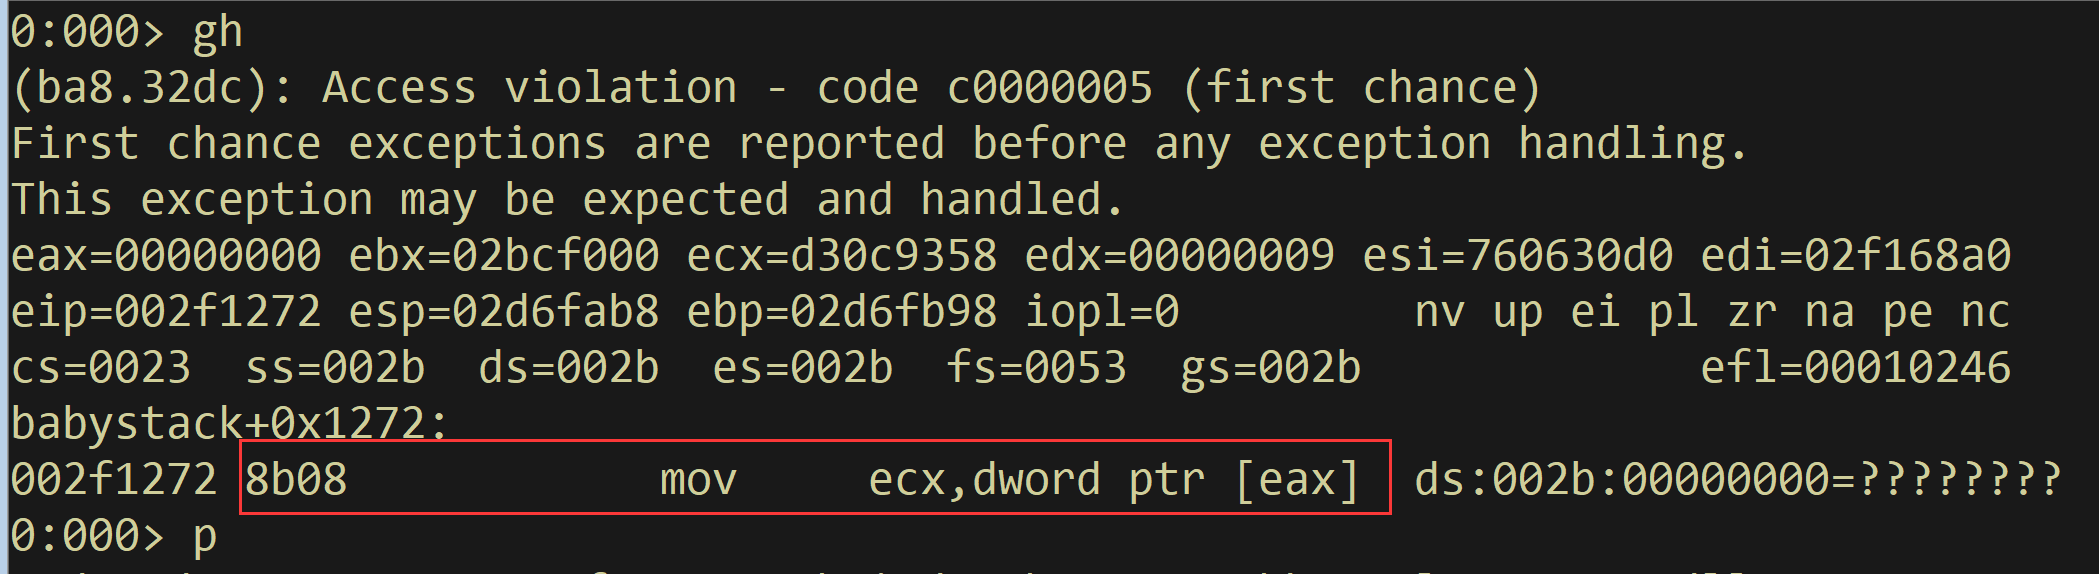 0:000> gh
(ba8.32dc): Access violation - code c0000005 (first chance)
First chance exceptions are reported before any exception handling.
This exception may be expected and handled.
eax=00000000 ebx=02bcf000 ecx=d30c9358 edx=00000009 esi=760630d0 edi=02f168a0
eip=002f1272 esp=02d6fab8 ebp=02d6fb98 iopl=0         nv up ei pl zr na pe nc
cs=0023  ss=002b  ds=002b  es=002b  fs=0053  gs=002b             efl=00010246
babystack+0x1272:
002f1272 8b08            mov     ecx,dword ptr [eax]  ds:002b:00000000=????????
0:000> p